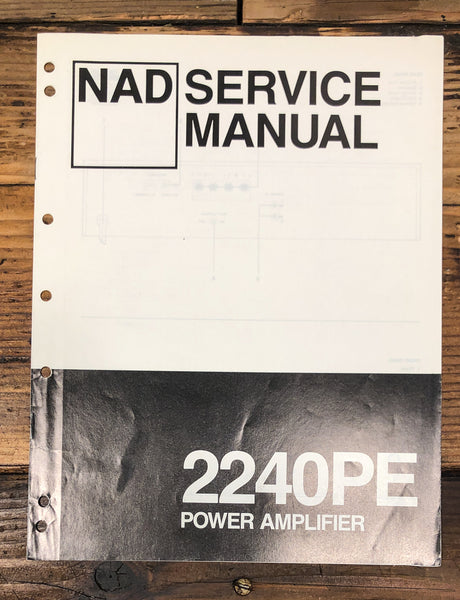 NAD SERVICE
MANUAL
2240PE
POWER AMPLIFIER